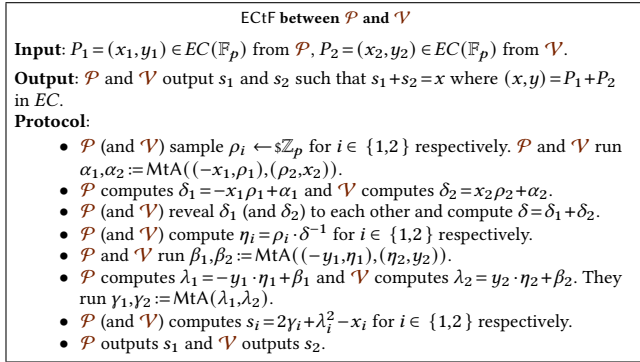 ECtF between 𝒫 and 𝒱
Input: P₁=(x₁,y₁)∈EC(𝔽ₚ) from 𝒫, P₂=(x₂,y₂)∈EC(𝔽ₚ) from 𝒱.
Output: 𝒫 and 𝒱 output s₁ and s₂ such that s₁+s₂=x where (x,y)=P₁+P₂
in EC.
Protocol:
• 𝒫 (and 𝒱) sample ρᵢ ←$ℤₚ for i ∈ {1,2} respectively. 𝒫 and 𝒱 run
α₁,α₂:=MtA((−x₁,ρ₁),(ρ₂,x₂)).
• 𝒫 computes δ₁=−x₁ρ₁+α₁ and 𝒱 computes δ₂=x₂ρ₂+α₂.
• 𝒫 (and 𝒱) reveal δ₁ (and δ₂) to each other and compute δ=δ₁+δ₂.
• 𝒫 (and 𝒱) compute ηᵢ=ρᵢ·δ⁻¹ for i ∈ {1,2} respectively.
• 𝒫 and 𝒱 run β₁,β₂:=MtA((−y₁,η₁),(η₂,y₂)).
• 𝒫 computes λ₁=−y₁·η₁+β₁ and 𝒱 computes λ₂=y₂·η₂+β₂. They
run γ₁,γ₂:=MtA(λ₁,λ₂).
• 𝒫 (and 𝒱) computes sᵢ=2γᵢ+λᵢ²−xᵢ for i ∈ {1,2} respectively.
• 𝒫 outputs s₁ and 𝒱 outputs s₂.